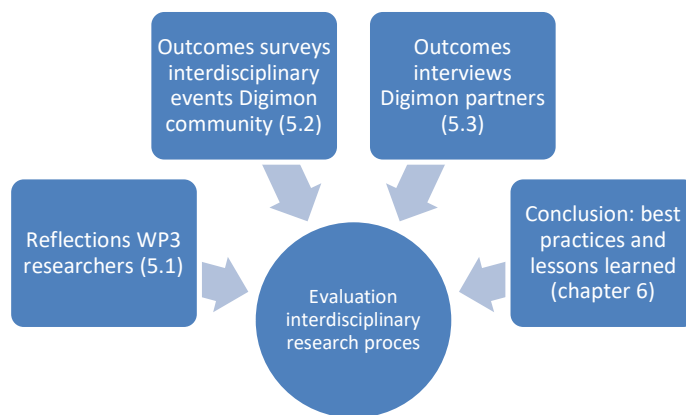 Outcomes surveys
interdisciplinary
events Digimon
community (5.2)
Outcomes
interviews
Digimon partners
(5.3)
Reflections WP3
researchers (5.1)
Conclusion: best
practices and
lessons learned
(chapter 6)
Evaluation
interdisciplinary
research proces